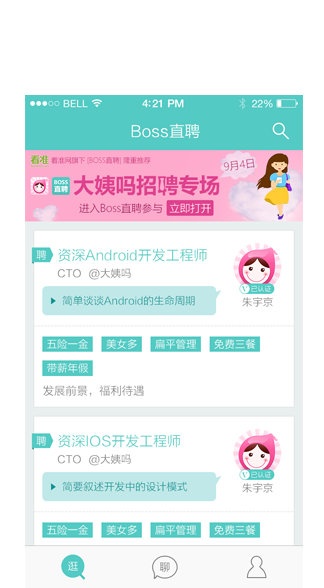 BELL 4:21 PM 22%
Boss直聘
看准 看准网旗下 [BOSS直聘] 隆重推荐
9月4日
BOSS直聘 大姨吗招聘专场
进入Boss直聘参与 立即打开
聘 资深Android开发工程师
CTO @大姨吗
V 已认证
简单谈谈Android的生命周期
朱宇京
五险一金 美女多 扁平管理 免费三餐
带薪年假
发展前景，福利待遇
聘 资深IOS开发工程师
CTO @大姨吗
V 已认证
简要叙述开发中的设计模式
朱宇京
五险一金 美女多 扁平管理 免费三餐
逛 聊